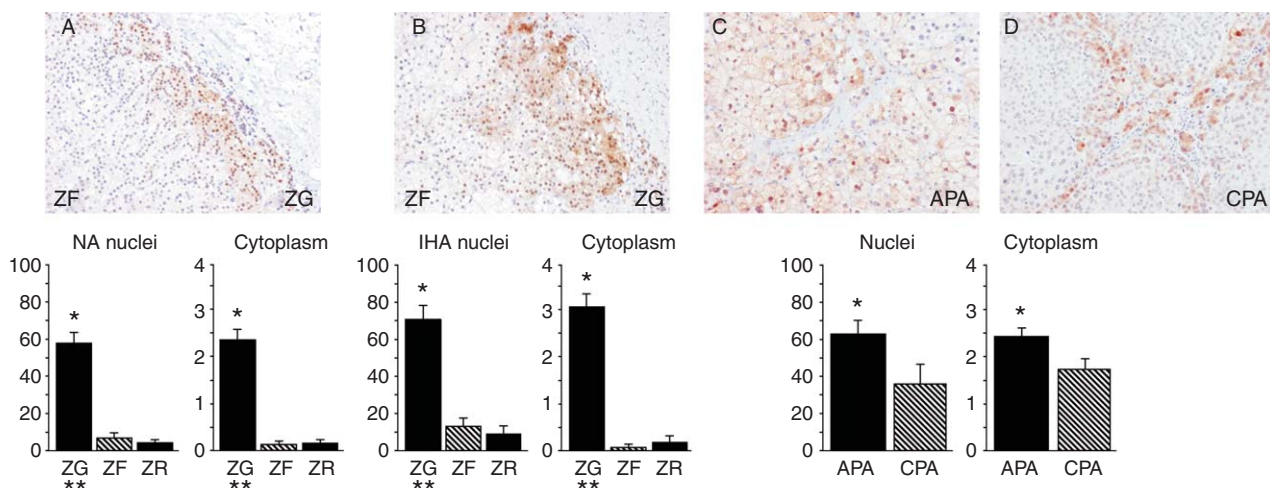 A
B
C
D
ZF
ZG
ZF
ZG
APA
CPA
NA nuclei
Cytoplasm
IHA nuclei
Cytoplasm
Nuclei
Cytoplasm
100
80
60
40
20
0
*
ZG
**
ZF
ZR
4
3
2
1
0
*
ZG
**
ZF
ZR
100
80
60
40
20
0
*
ZG
**
ZF
ZR
4
3
2
1
0
*
ZG
**
ZF
ZR
100
80
60
40
20
0
*
APA
CPA
4
3
2
1
0
*
APA
CPA